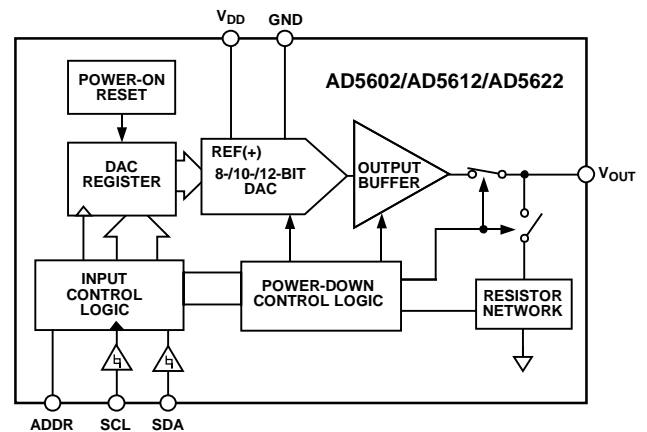 VDD GND
AD5602/AD5612/AD5622
POWER-ON
RESET
REF(+)
8-/10-/12-BIT
DAC
DAC
REGISTER
OUTPUT
BUFFER
VOUT
INPUT
CONTROL
LOGIC
POWER-DOWN
CONTROL LOGIC
RESISTOR
NETWORK
ADDR SCL SDA